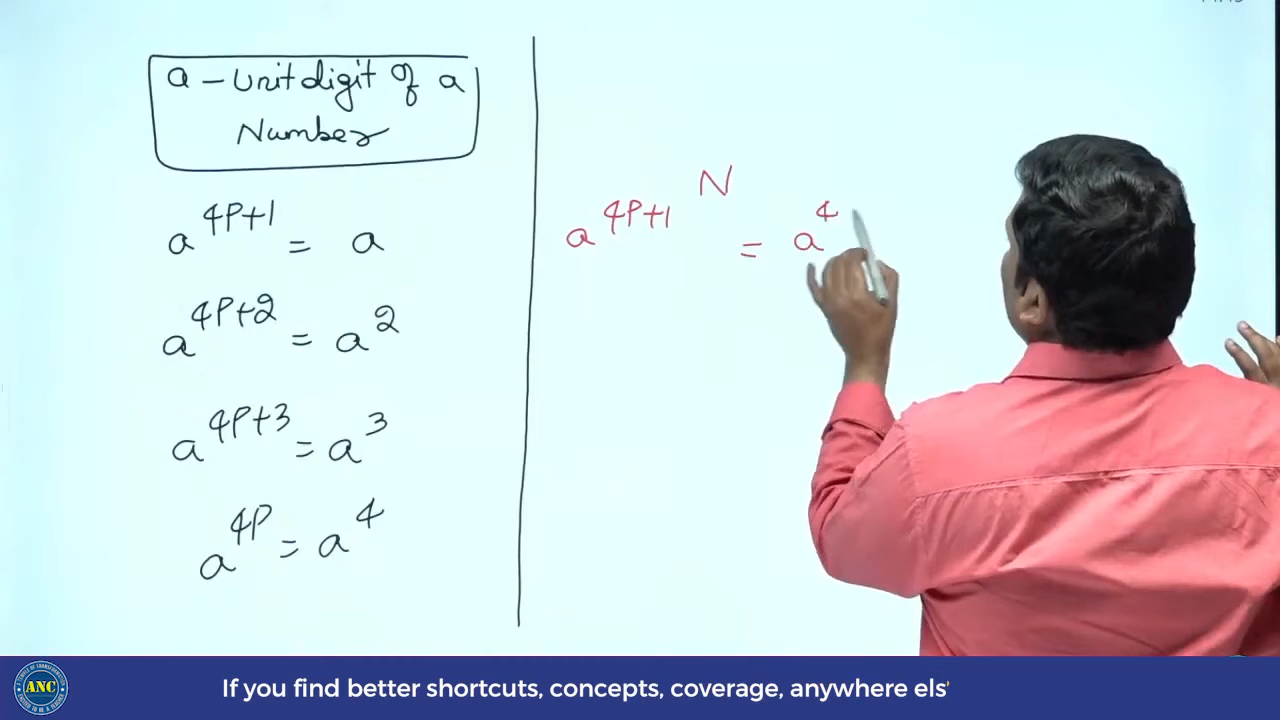 a - Unit digit of a
Number
a^{4P+1} = a
a^{4P+2} = a^2
a^{4P+3} = a^3
a^{4P} = a^4
a^{4P+1}^N = a^4
ANC
If you find better shortcuts, concepts, coverage, anywhere els'